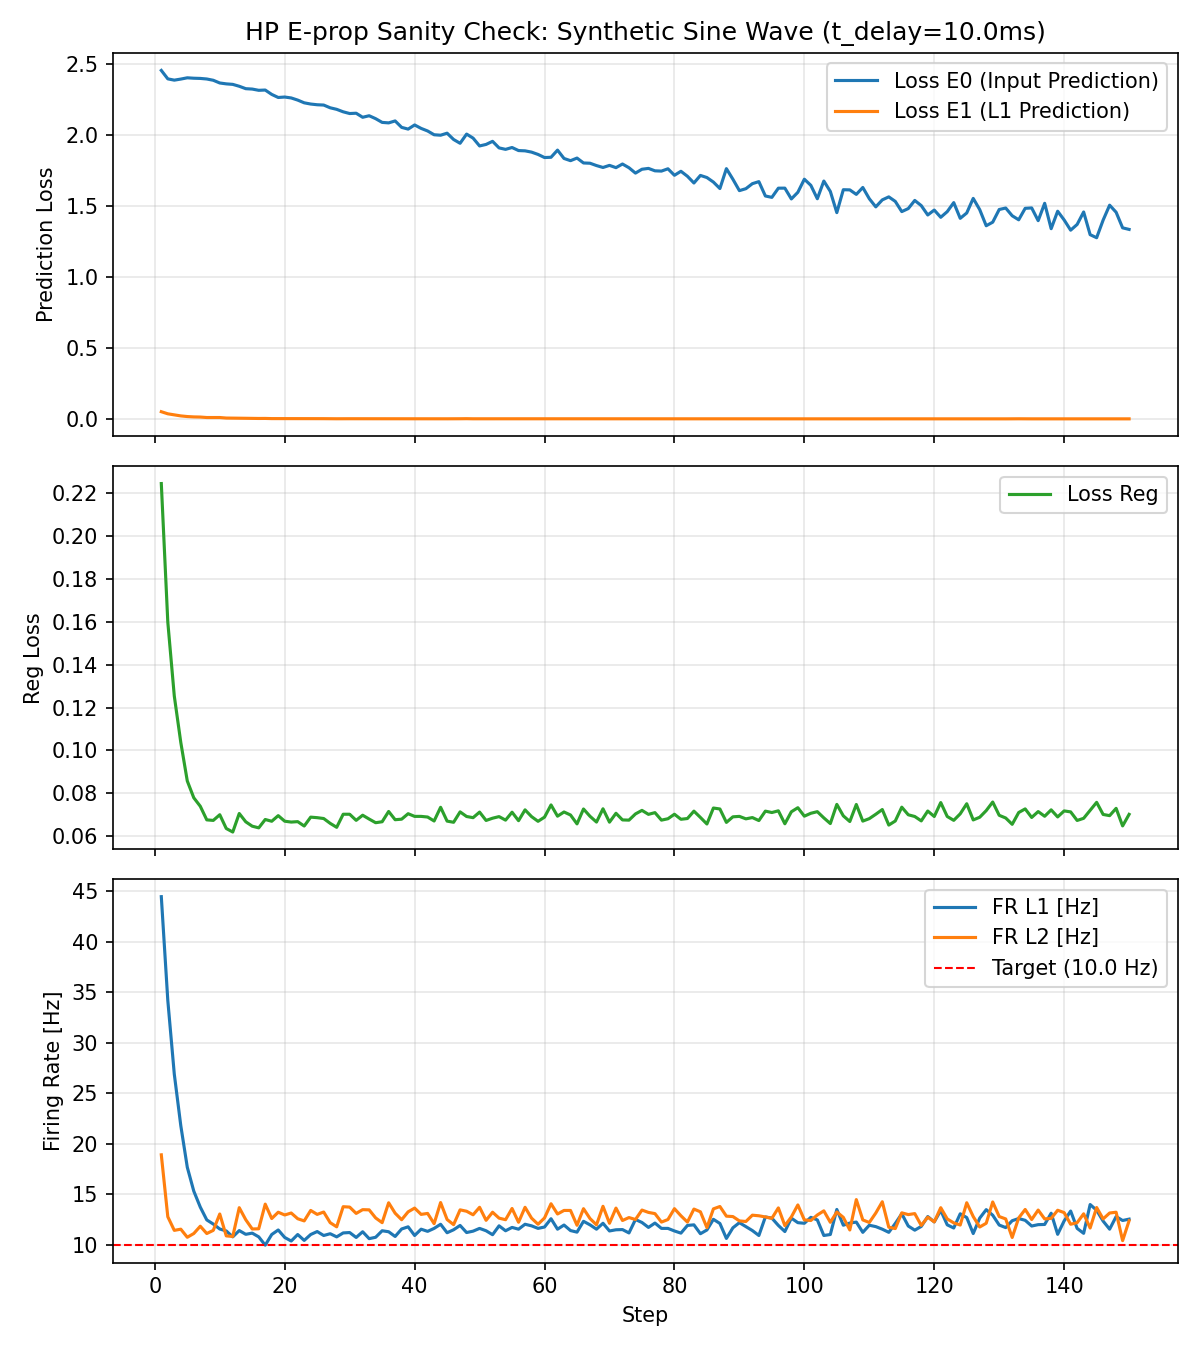 HP E-prop Sanity Check: Synthetic Sine Wave (t_delay=10.0ms)
2.5
2.0
1.5
1.0
0.5
0.0
Prediction Loss
Loss E0 (Input Prediction)
Loss E1 (L1 Prediction)
0.22
0.20
0.18
0.16
0.14
0.12
0.10
0.08
0.06
Reg Loss
Loss Reg
45
40
35
30
25
20
15
10
Firing Rate [Hz]
FR L1 [Hz]
FR L2 [Hz]
Target (10.0 Hz)
0 20 40 60 80 100 120 140
Step